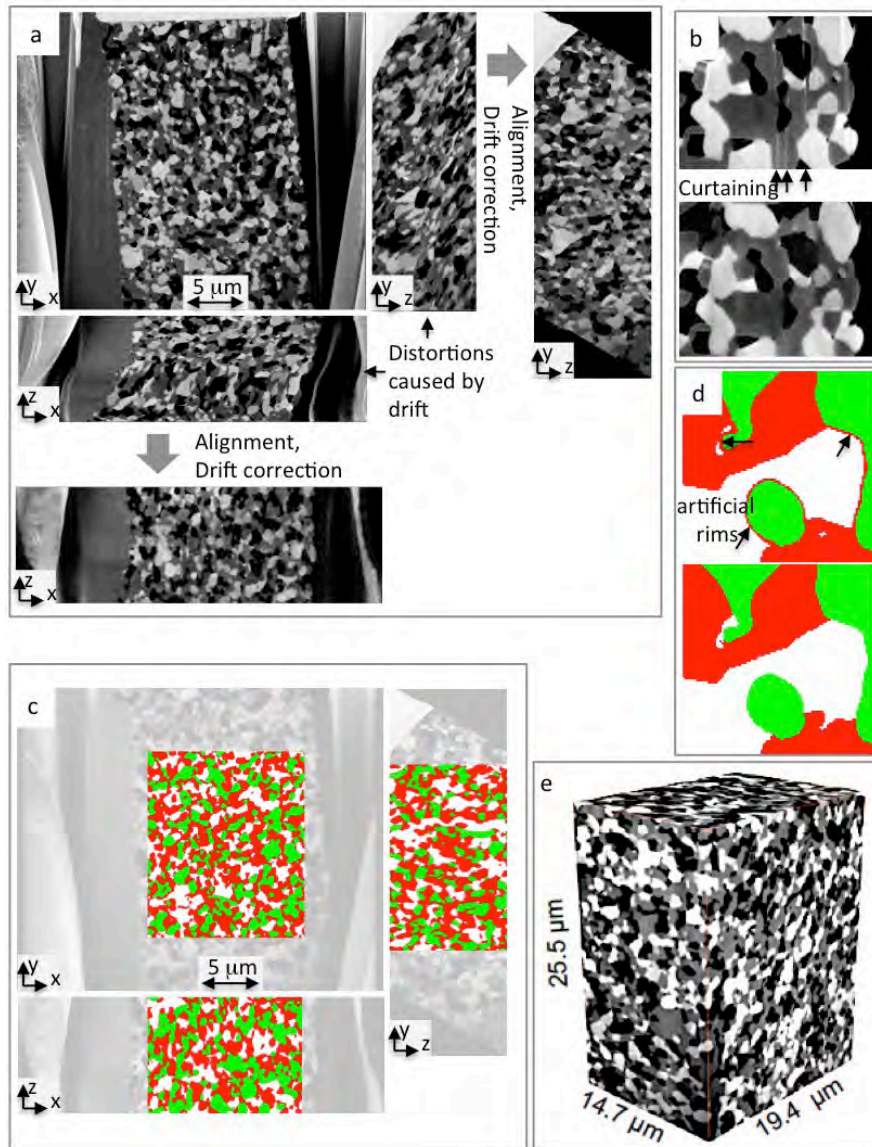 a
y
x
5 μm
y
z
Alignment,
Drift correction
y
z
z
x
Distortions
caused by
drift
Alignment,
Drift correction
z
x
b
Curtaining
d
artificial
rims
c
y
x
5 μm
y
z
z
x
e
25.5 μm
14.7 μm
19.4 μm